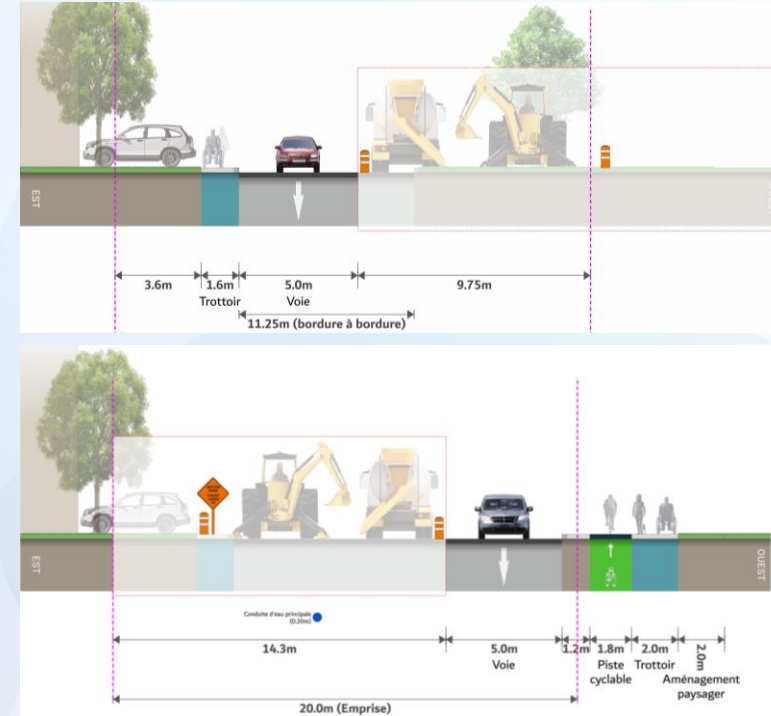 EST
3.6m
1.6m
5.0m
9.75m
Trottoir
Voie
11.25m (bordure à bordure)
EST
OUEST
Conduite d'eau principale
(0.20m)
14.3m
5.0m
1.2m
1.8m
2.0m
2.0m
Voie
Piste
cyclable
Trottoir
Aménagement
paysager
20.0m (Emprise)